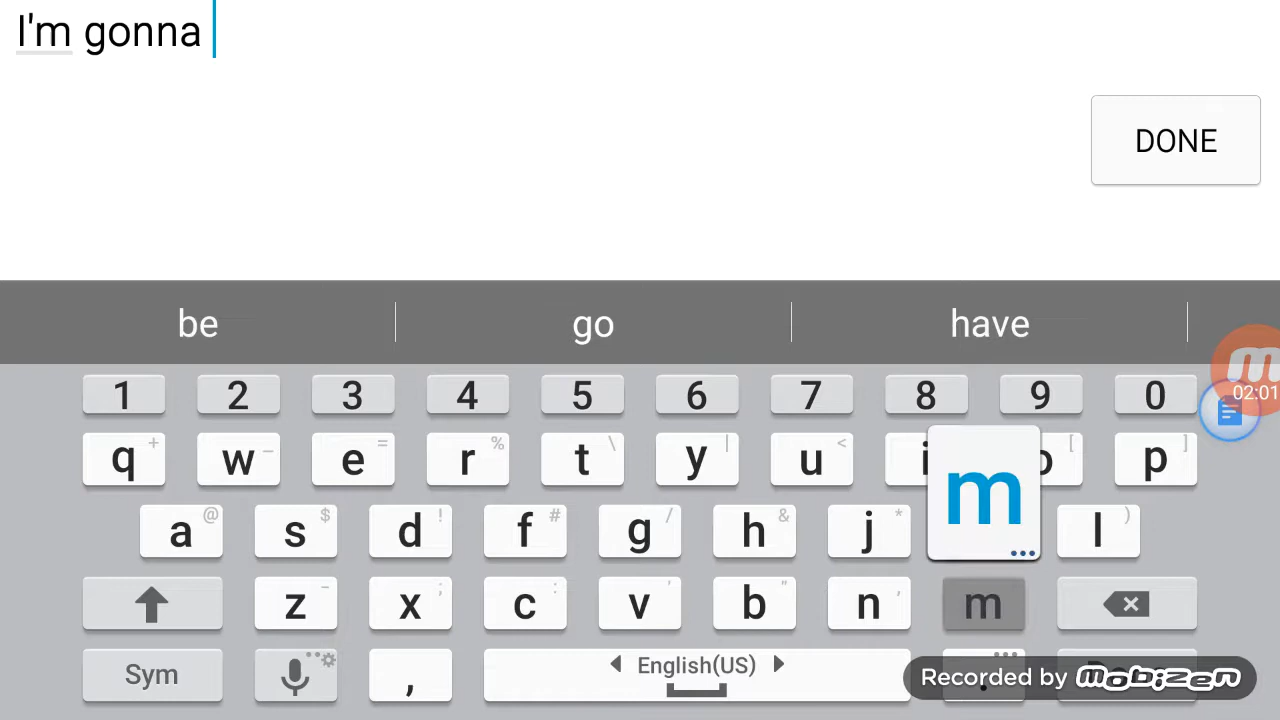 I'm gonna
DONE
be go have
1 2 3 4 5 6 7 8 9 0
02:01
q + w - e = r % t \ y | u < i o [ p ]
a @ s $ d ! f # g / h & j * m l )
z - x ; c : v ' b " n , m
Sym , English(US) .
Recorded by mobizen